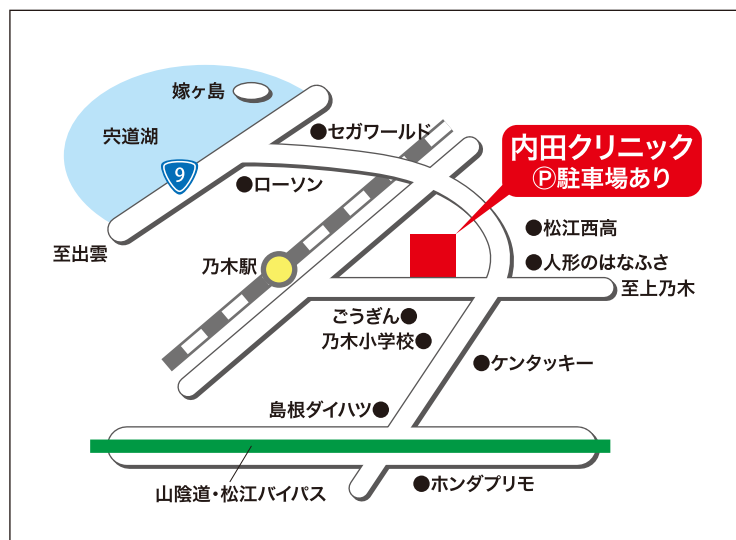 嫁ヶ島
宍道湖
●セガワールド
9
●ローソン
内田クリニック
Ⓟ駐車場あり
●松江西高
至出雲
乃木駅
●人形のはなふさ
至上乃木
ごうぎん●
乃木小学校●
●ケンタッキー
島根ダイハツ●
山陰道・松江バイパス
●ホンダプリモ